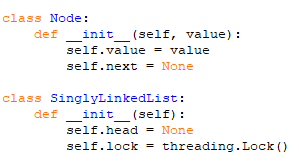 class Node:
    def __init__(self, value):
        self.value = value
        self.next = None

class SinglyLinkedList:
    def __init__(self):
        self.head = None
        self.lock = threading.Lock()